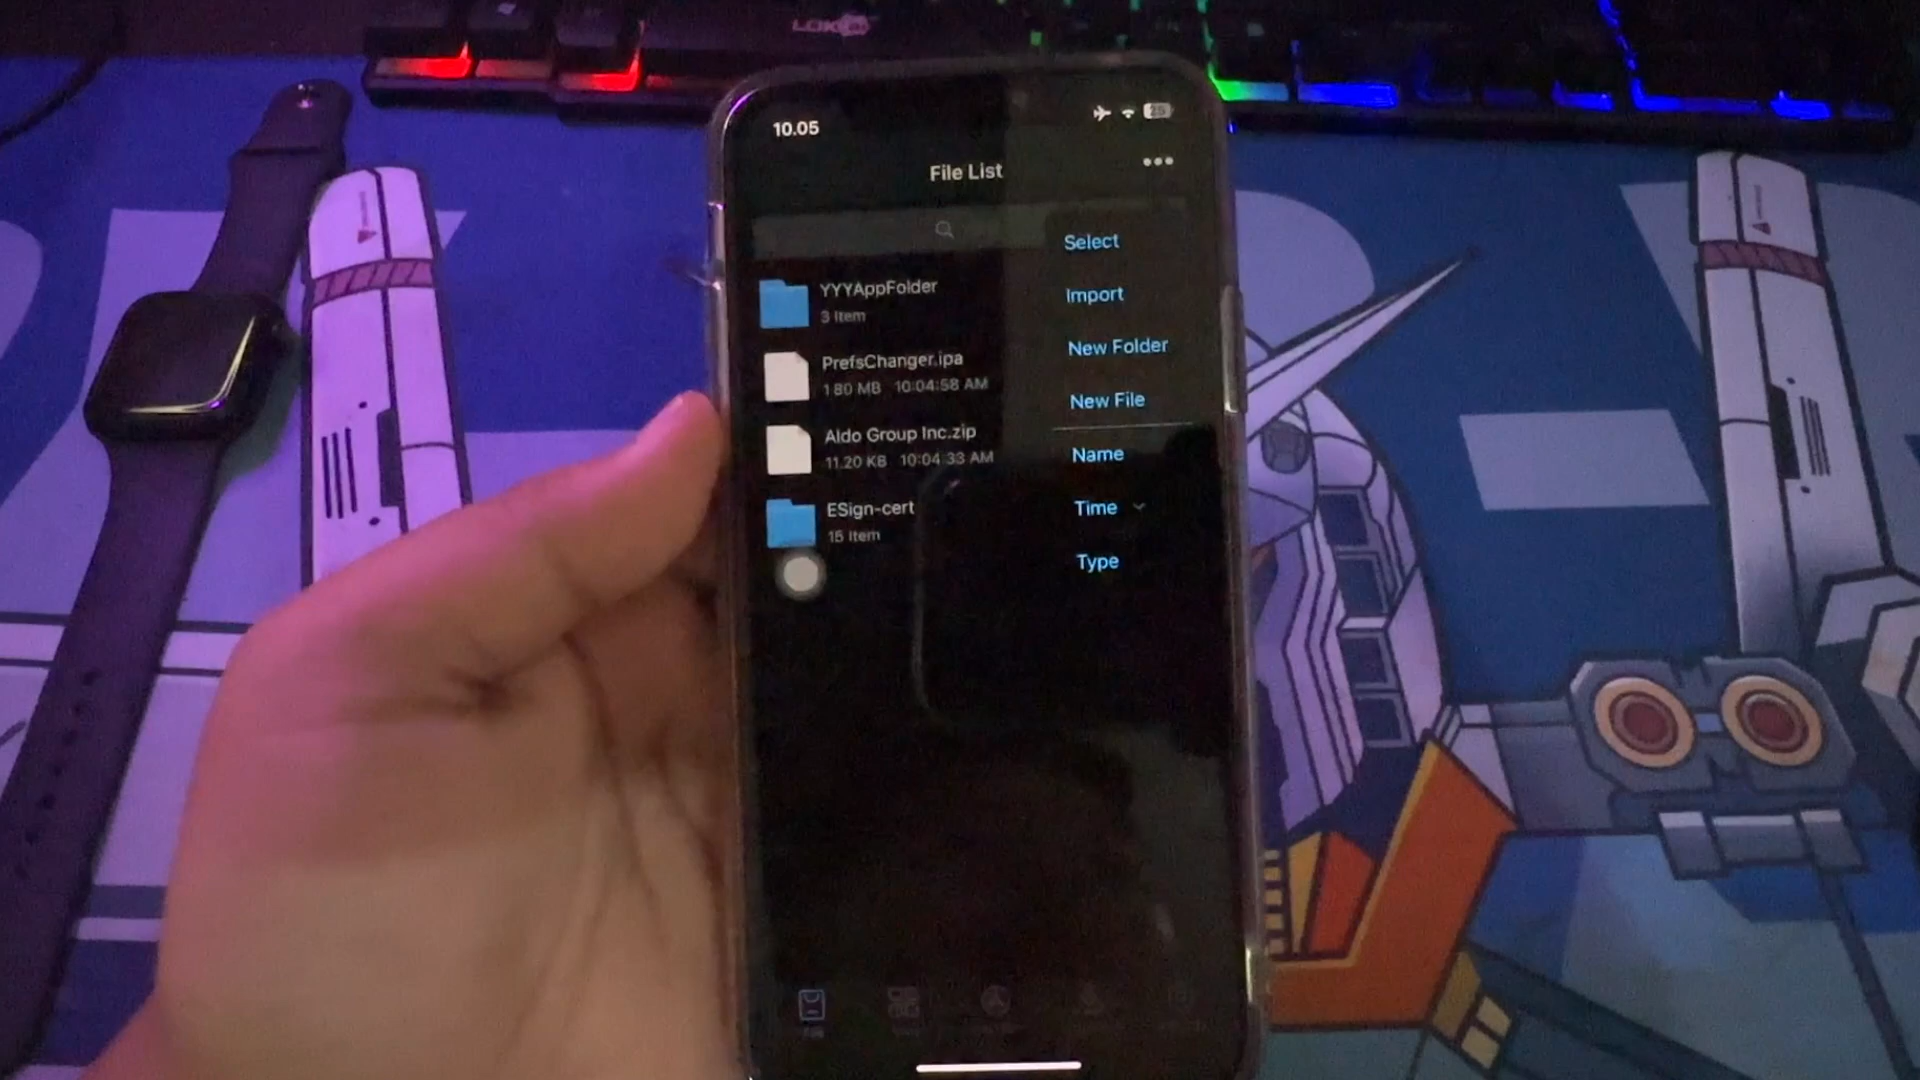 10.05
25
File List
Select
Import
New Folder
New File
Name
Time
Type
YYYAppFolder
3 Item
PrefsChanger.ipa
1.80 MB 10:04:58 AM
Aldo Group Inc.zip
11.20 KB 10:04:33 AM
ESign-cert
15 Item